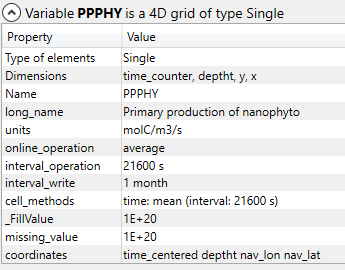 Variable PPPHY is a 4D grid of type Single
Property Value
Type of elements Single
Dimensions time_counter, deptht, y, x
Name PPPHY
long_name Primary production of nanophyto
units molC/m3/s
online_operation average
interval_operation 21600 s
interval_write 1 month
cell_methods time: mean (interval: 21600 s)
_FillValue 1E+20
missing_value 1E+20
coordinates time_centered deptht nav_lon nav_lat